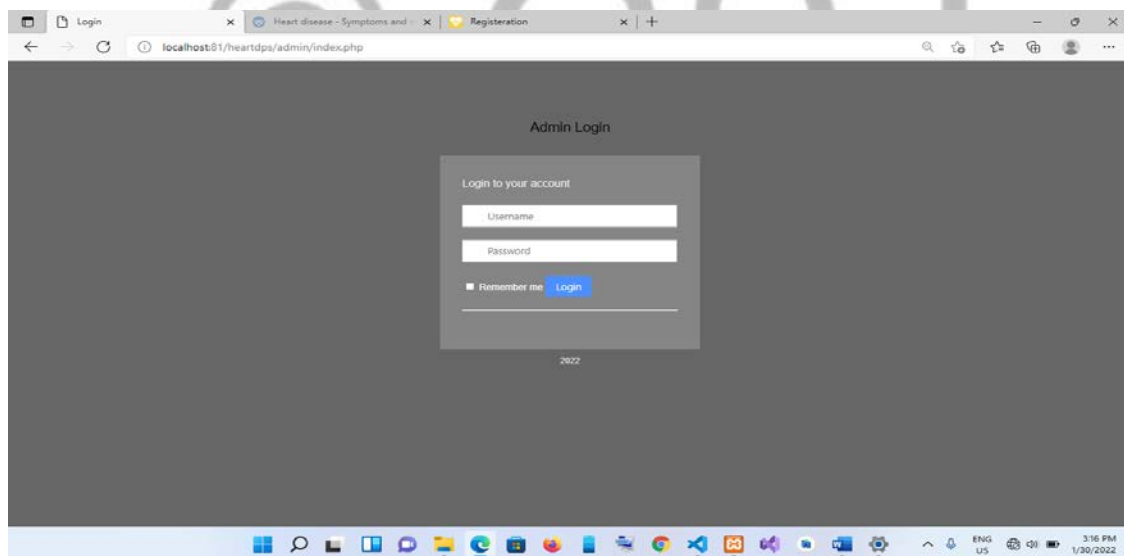 Login
Heart disease - Symptoms and
Registeration
localhost:81/heartdps/admin/index.php
Admin Login
Login to your account
Username
Password
Remember me Login
2022
ENG
US
3:16 PM
1/30/2022